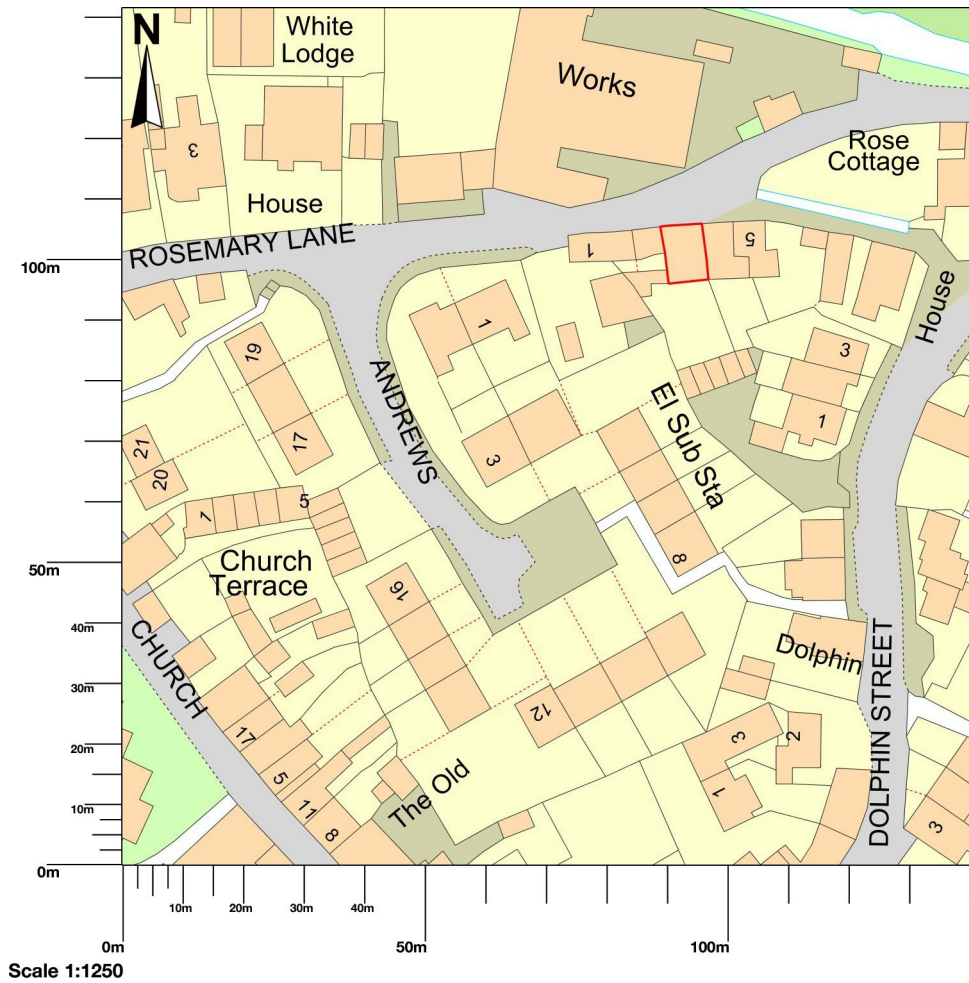 N
White
Lodge
Works
3
Rose
Cottage
House
ROSEMARY LANE
100m
1
5
House
1
3
19
ANDREWS
1
El Sub Sta
17
21
3
20
5
1
50m
Church
Terrace
8
16
40m
CHURCH
Dolphin
30m
DOLPHIN STREET
12
17
20m
3
2
5
The Old
1
11
10m
8
3
0m
10m
20m
30m
40m
0m
50m
100m
Scale 1:1250